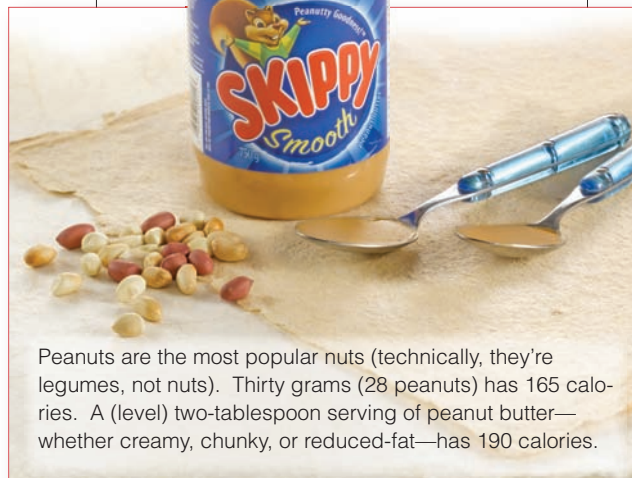 Peanutty Goodness!™
SKIPPY
Smooth
Peanuts are the most popular nuts (technically, they’re
legumes, not nuts).  Thirty grams (28 peanuts) has 165 calo-
ries.  A (level) two-tablespoon serving of peanut butter—
whether creamy, chunky, or reduced-fat—has 190 calories.